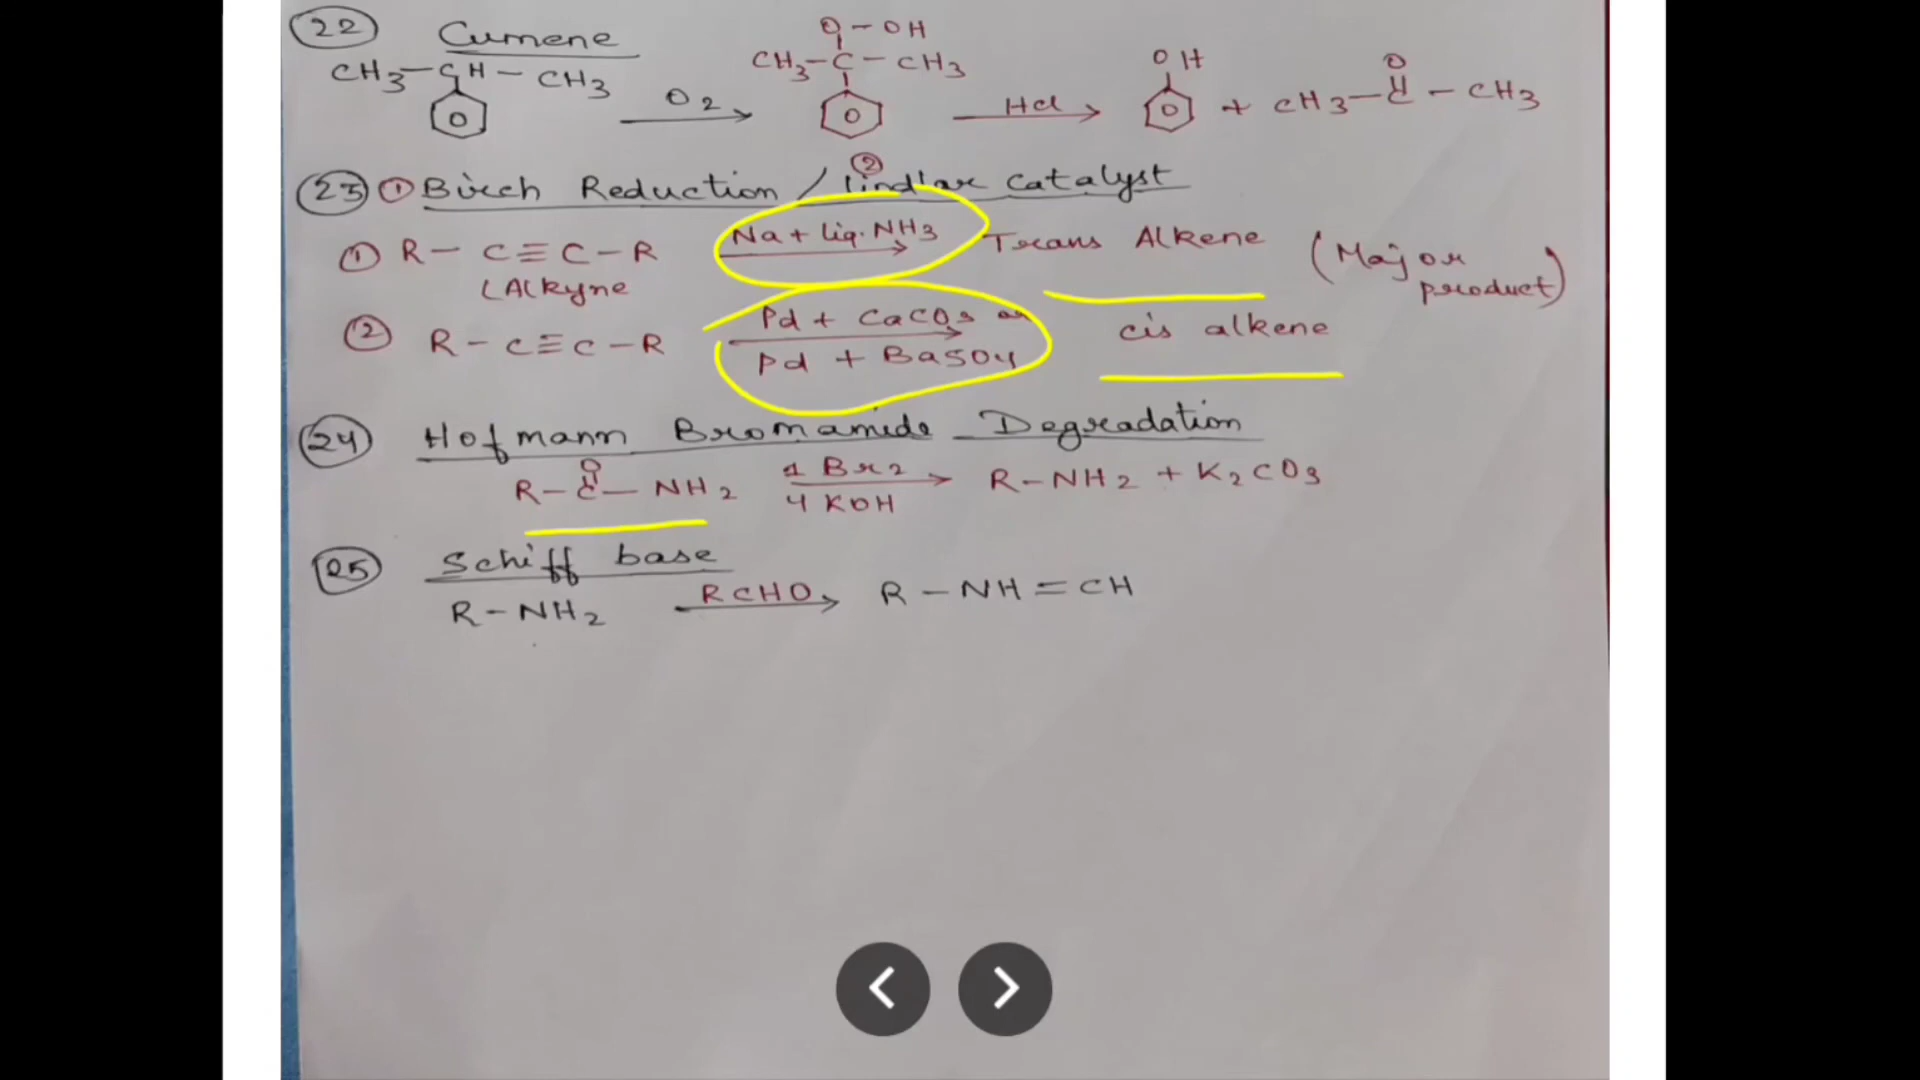 22 Cumene
CH3-CH-CH3 O2 CH3-C-CH3 O-OH HCl OH + CH3-C-CH3 O
23 ① Birch Reduction / ② lindlar catalyst
① R-C≡C-R Na + liq. NH3 Trans Alkene (Major product)
(Alkyne
② R-C≡C-R Pd + CaCO3 or cis alkene
Pd + BaSO4
24 Hofmann Bromamide Degradation
R-C-NH2 O 1 Br2 R-NH2 + K2CO3
4 KOH
25 Schiff base
R-NH2 RCHO R-NH=CH